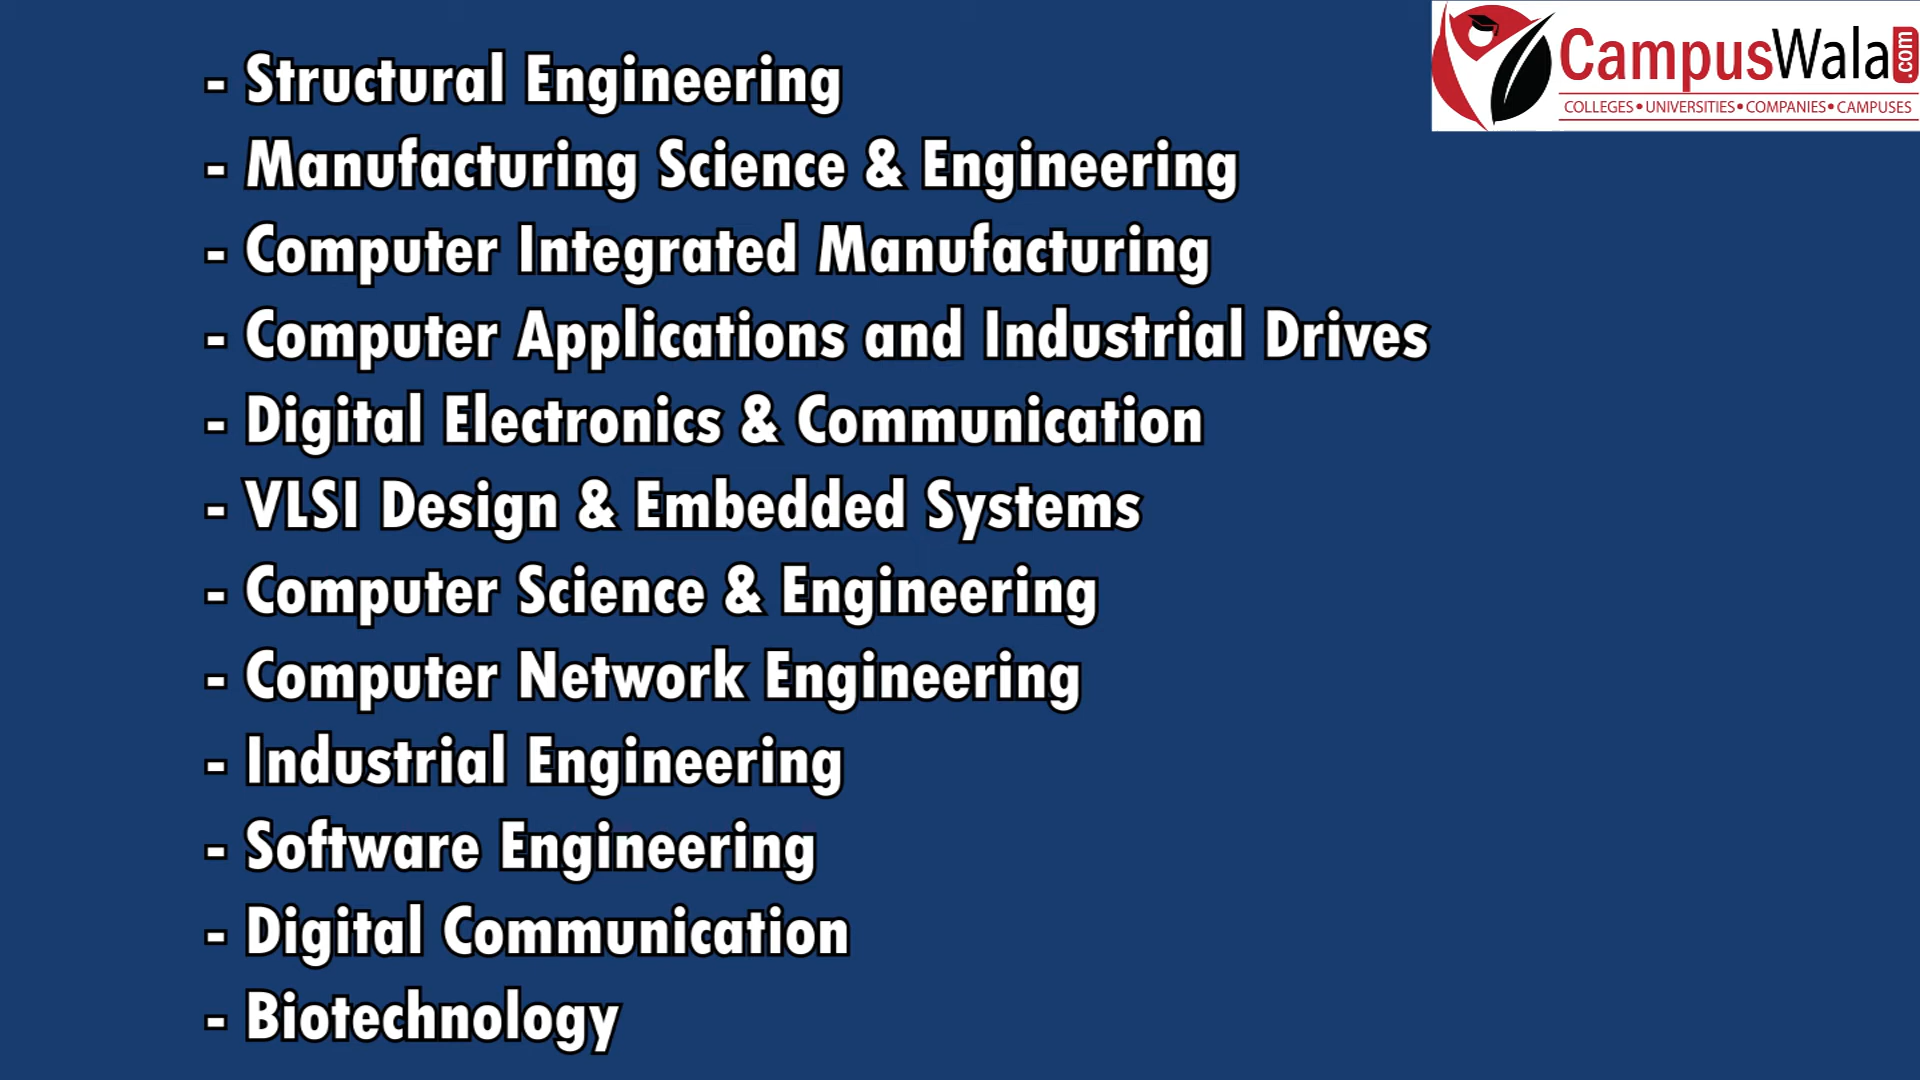 CampusWala.com
COLLEGES • UNIVERSITIES • COMPANIES • CAMPUSES
- Structural Engineering
- Manufacturing Science & Engineering
- Computer Integrated Manufacturing
- Computer Applications and Industrial Drives
- Digital Electronics & Communication
- VLSI Design & Embedded Systems
- Computer Science & Engineering
- Computer Network Engineering
- Industrial Engineering
- Software Engineering
- Digital Communication
- Biotechnology